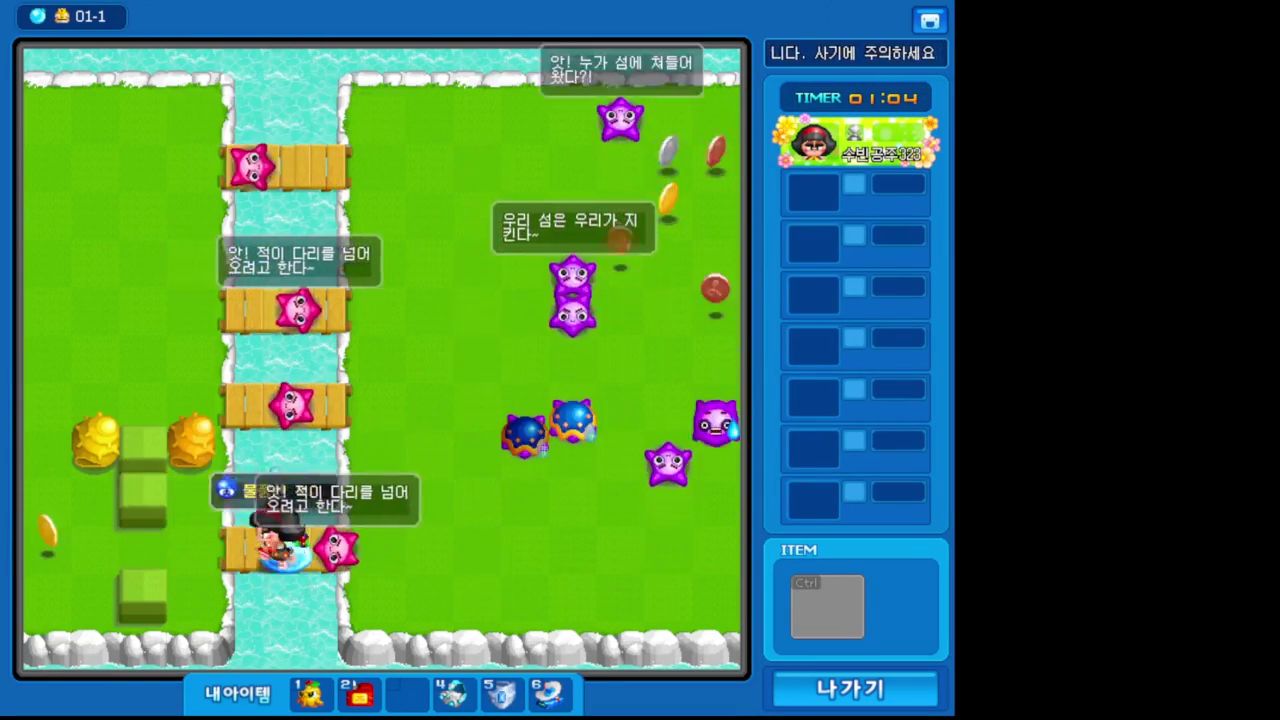 01-1
앗! 누가 섬에 쳐들어
왔다?!
니다. 사기에 주의하세요
TIMER 01:04
수빈공주323
우리 섬은 우리가 지
킨다~
앗! 적이 다리를 넘어
오려고 한다~
앗! 적이 다리를 넘어
오려고 한다~
ITEM
Ctrl
내 아이템
1
2
4
5
6
나가기